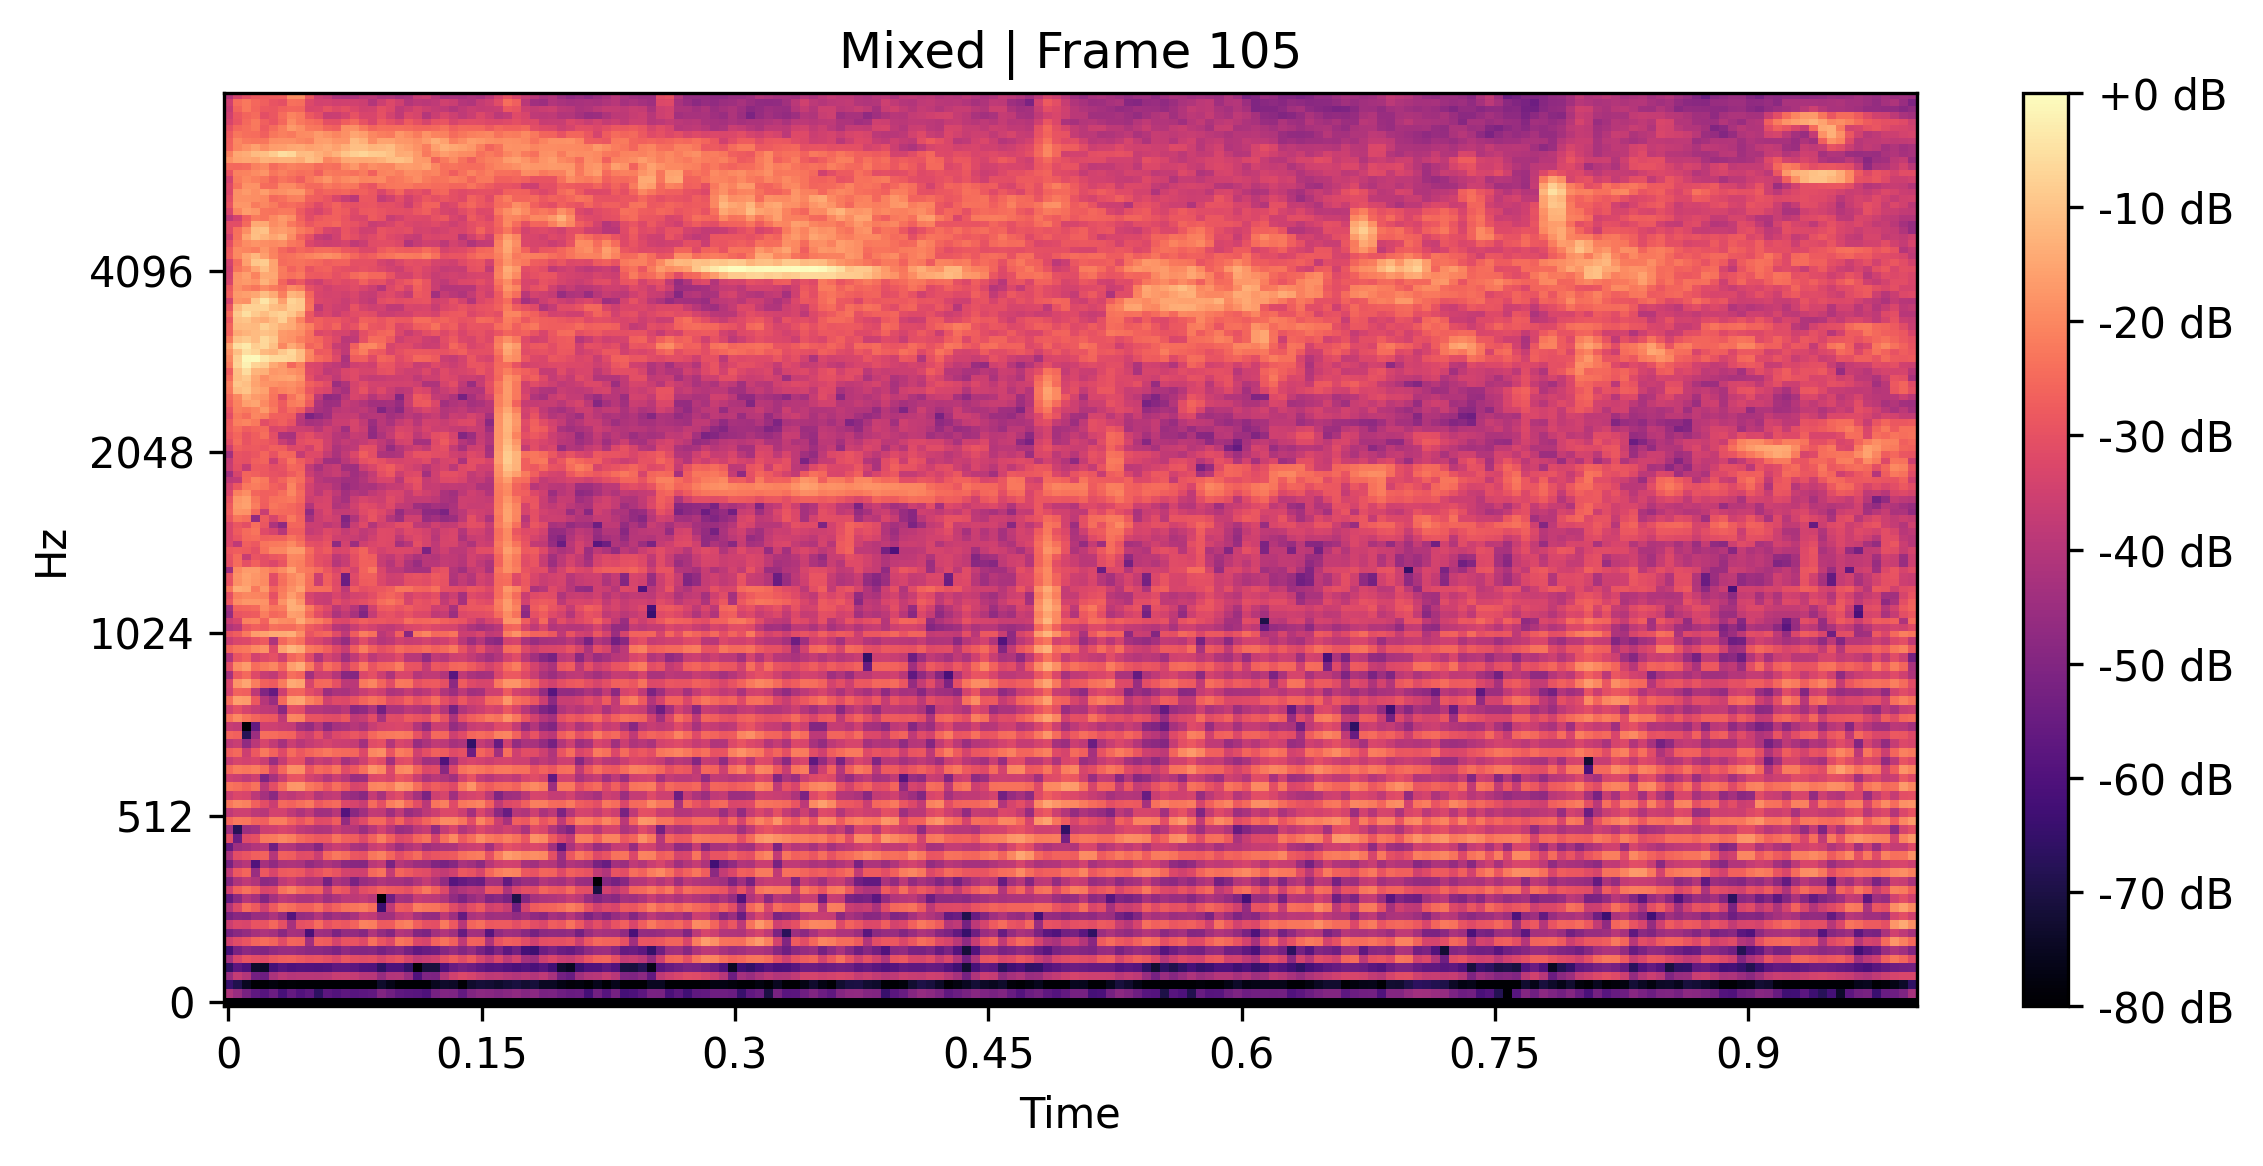 Mixed | Frame 105
Hz
4096
2048
1024
512
0
0 0.15 0.3 0.45 0.6 0.75 0.9
Time
+0 dB
-10 dB
-20 dB
-30 dB
-40 dB
-50 dB
-60 dB
-70 dB
-80 dB